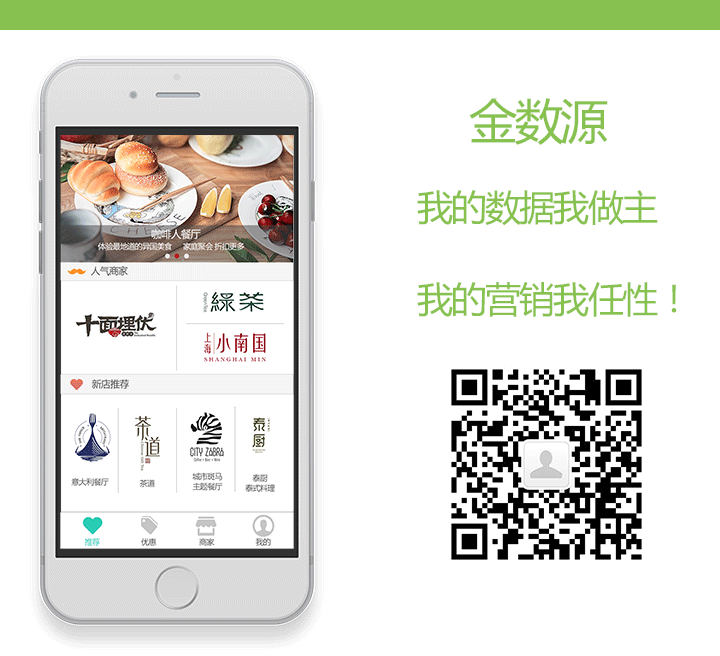 金数源
我的数据我做主
我的营销我任性！
咖啡人餐厅
体验最地道的异国美食 家庭聚会 折扣更多
人气商家
十面埋伏
綠茶
GreenTea
上海小南国
SHANGHAI MIN
新店推荐
茶道
CITY ZABRA
泰厨
意大利餐厅
茶道
城市斑马
主题餐厅
泰厨
泰式料理
推荐
优惠
商家
我的